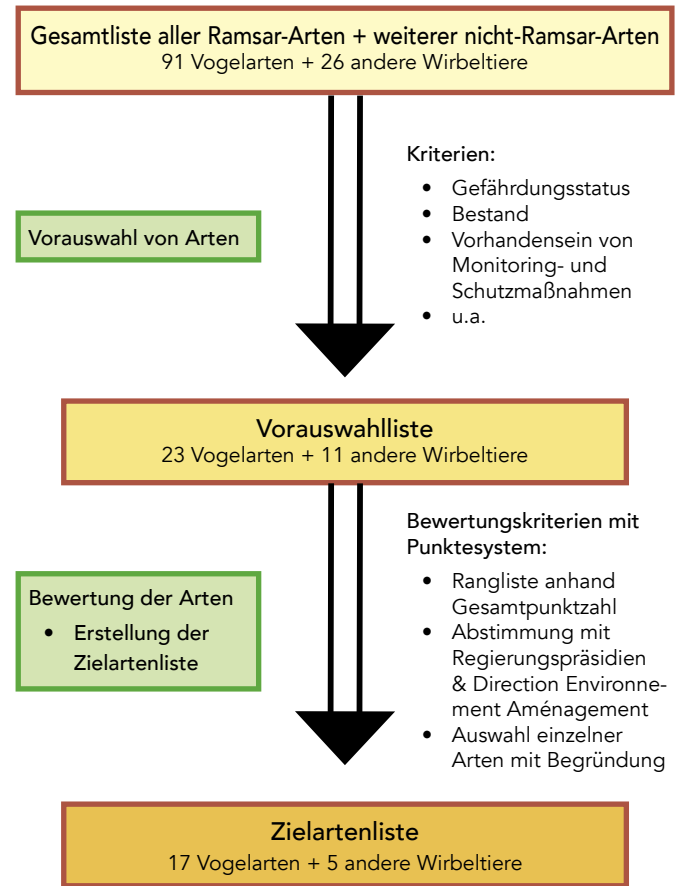 Gesamtliste aller Ramsar-Arten + weiterer nicht-Ramsar-Arten
91 Vogelarten + 26 andere Wirbeltiere
Vorauswahl von Arten
Kriterien:
• Gefährdungsstatus
• Bestand
• Vorhandensein von
Monitoring- und
Schutzmaßnahmen
• u.a.
Vorauswahlliste
23 Vogelarten + 11 andere Wirbeltiere
Bewertung der Arten
• Erstellung der
Zielartenliste
Bewertungskriterien mit
Punktesystem:
• Rangliste anhand
Gesamtpunktzahl
• Abstimmung mit
Regierungspräsidien
& Direction Environne-
ment Aménagement
• Auswahl einzelner
Arten mit Begründung
Zielartenliste
17 Vogelarten + 5 andere Wirbeltiere